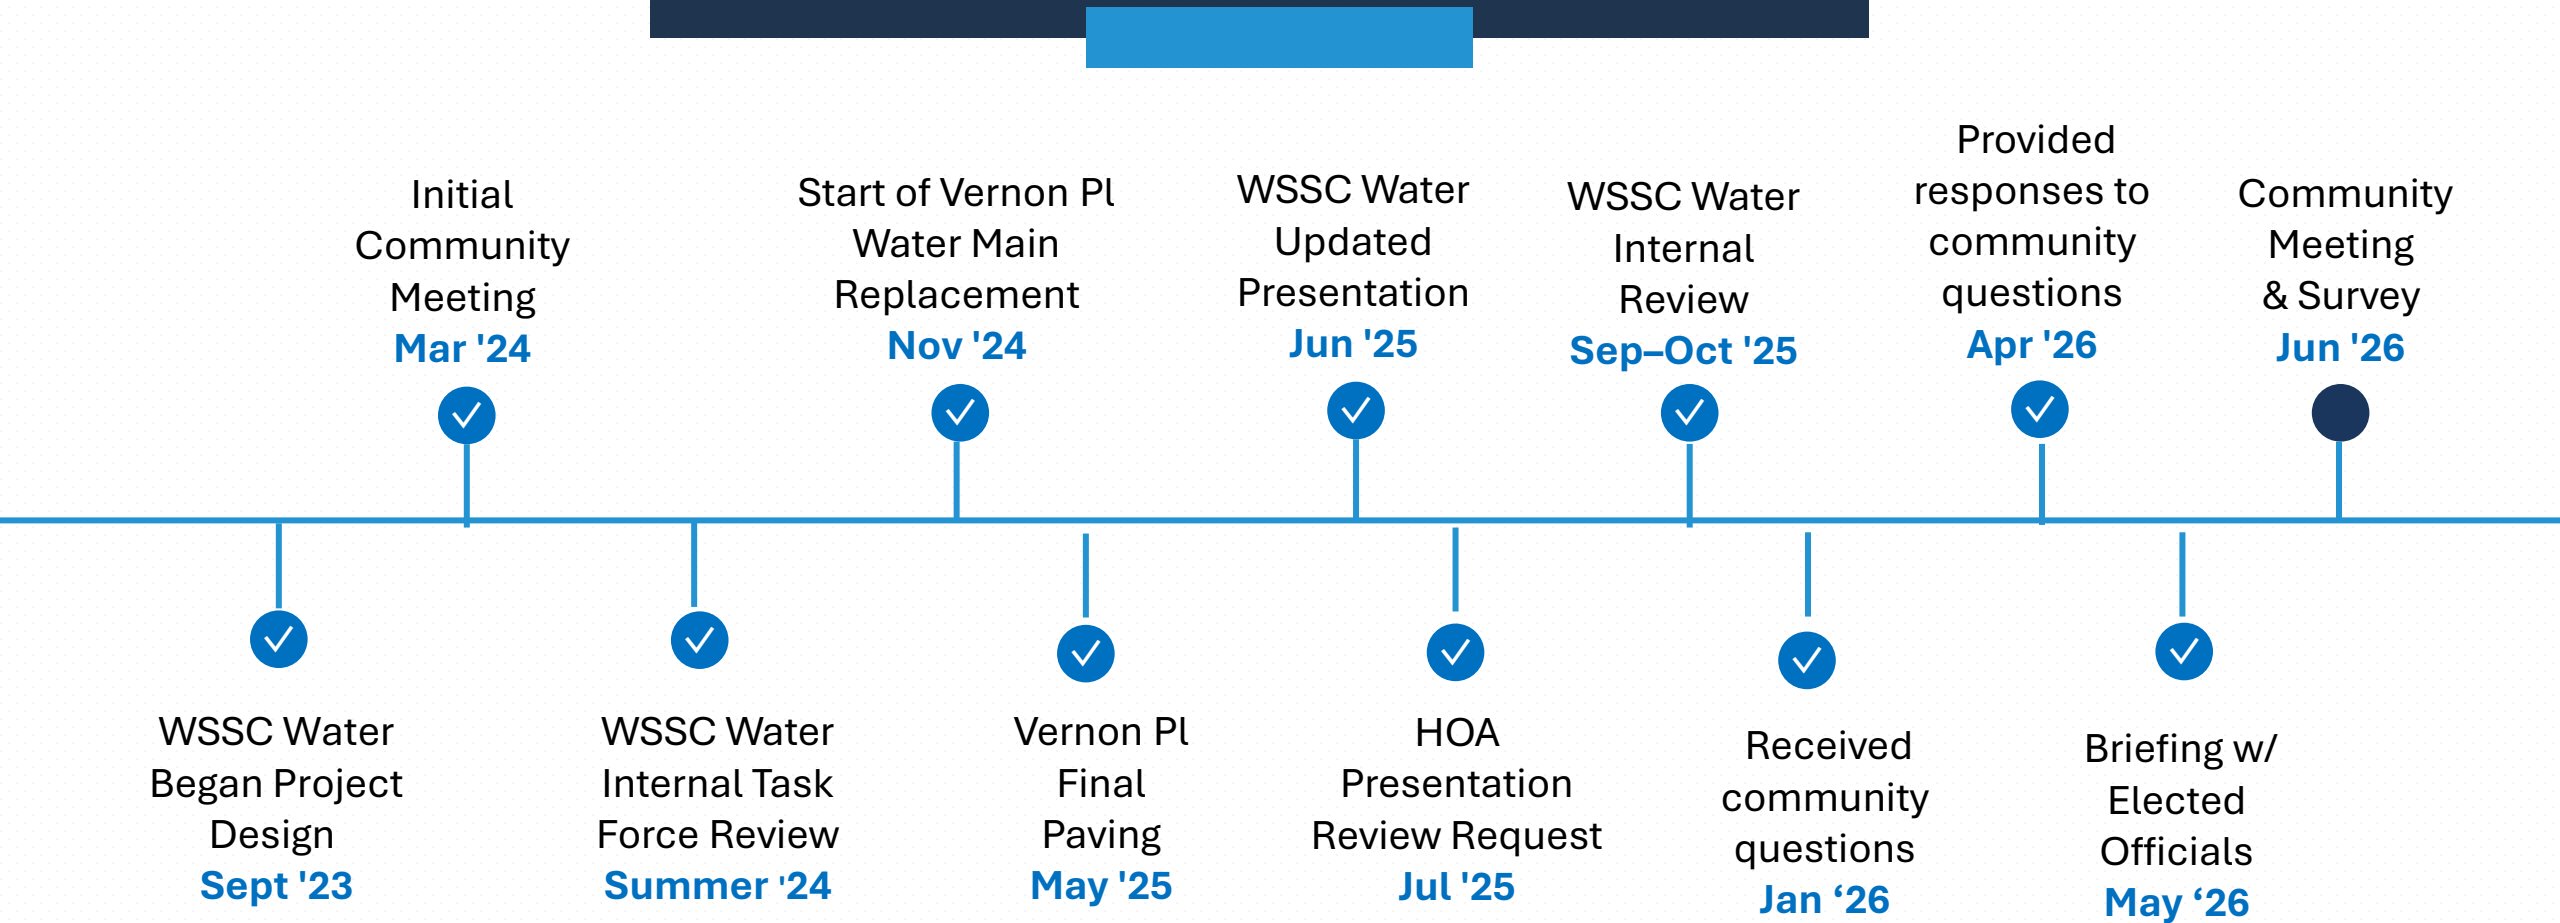 Initial
Community
Meeting
Mar '24
Start of Vernon Pl
Water Main
Replacement
Nov '24
WSSC Water
Updated
Presentation
Jun '25
WSSC Water
Internal
Review
Sep–Oct '25
Provided
responses to
community
questions
Apr '26
Community
Meeting
& Survey
Jun '26
WSSC Water
Began Project
Design
Sept '23
WSSC Water
Internal Task
Force Review
Summer '24
Vernon Pl
Final
Paving
May '25
HOA
Presentation
Review Request
Jul '25
Received
community
questions
Jan ‘26
Briefing w/
Elected
Officials
May ‘26